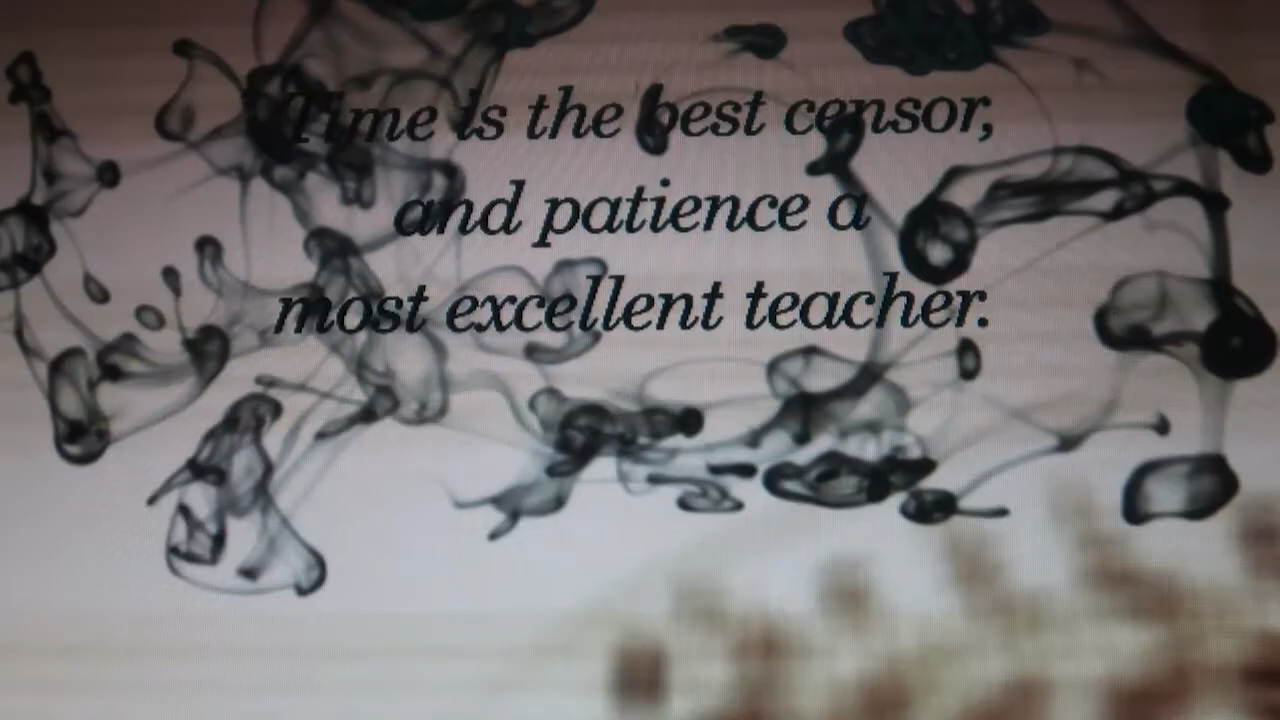 Time is the best censor,
and patience a
most excellent teacher.